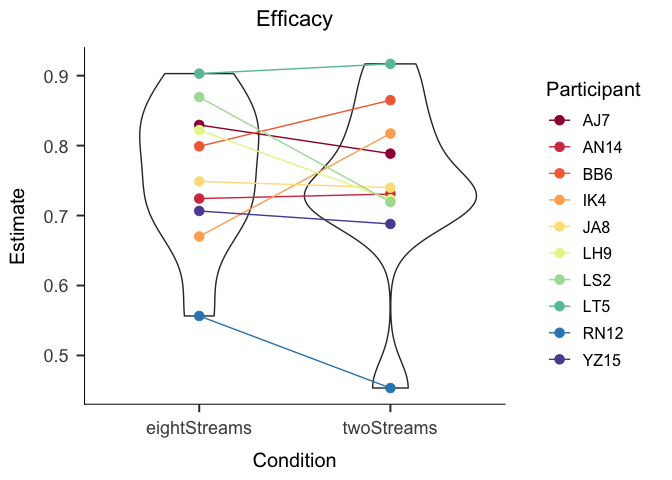 Efficacy
Estimate
0.9
0.8
0.7
0.6
0.5
eightStreams
twoStreams
Condition
Participant
AJ7
AN14
BB6
IK4
JA8
LH9
LS2
LT5
RN12
YZ15